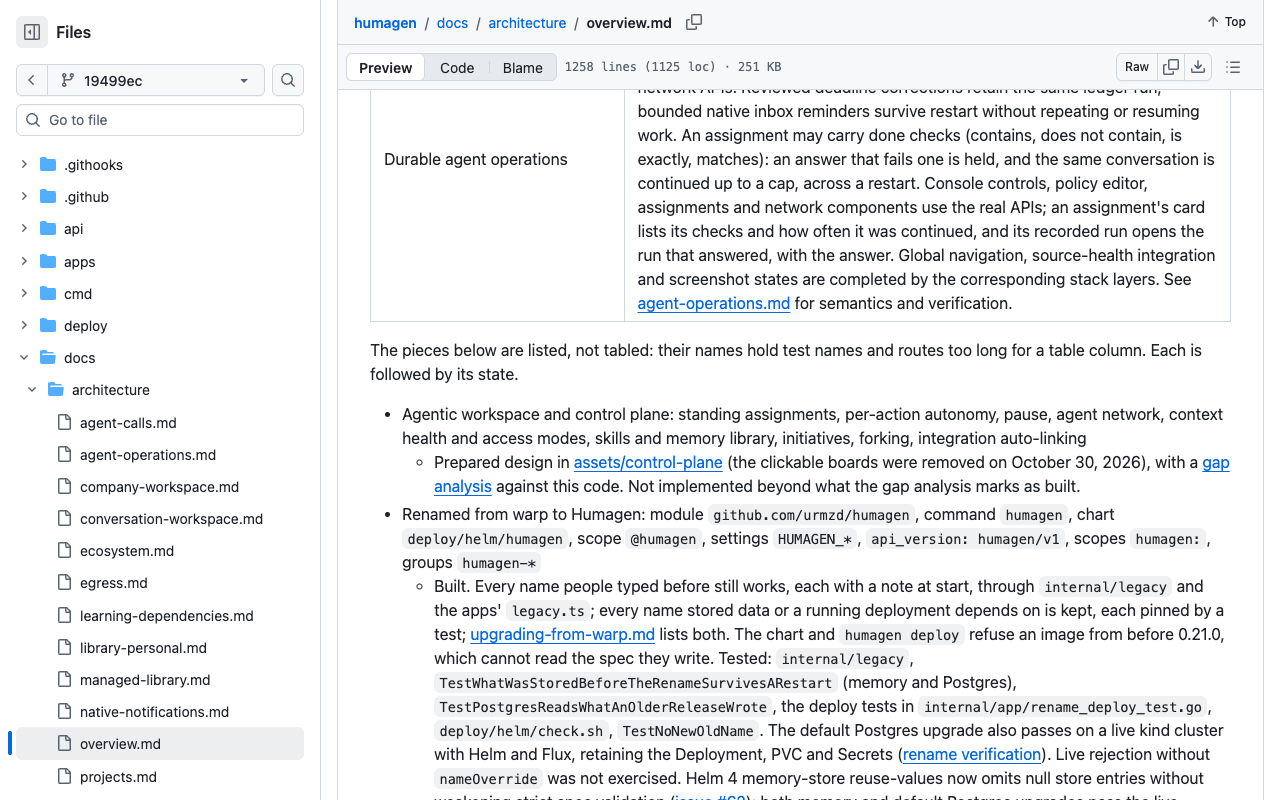 Files
19499ec
Go to file
.githooks
.github
api
apps
cmd
deploy
docs
architecture
agent-calls.md
agent-operations.md
company-workspace.md
conversation-workspace.md
ecosystem.md
egress.md
learning-dependencies.md
library-personal.md
managed-library.md
native-notifications.md
overview.md
projects.md
humagen / docs / architecture / overview.md
Top
Preview Code Blame 1258 lines (1125 loc) · 251 KB Raw
network APIs. Reviewed deadline corrections retain the same ledger run;
bounded native inbox reminders survive restart without repeating or resuming
work. An assignment may carry done checks (contains, does not contain, is
Durable agent operations
exactly, matches): an answer that fails one is held, and the same conversation is
continued up to a cap, across a restart. Console controls, policy editor,
assignments and network components use the real APIs; an assignment's card
lists its checks and how often it was continued, and its recorded run opens the
run that answered, with the answer. Global navigation, source-health integration
and screenshot states are completed by the corresponding stack layers. See
agent-operations.md for semantics and verification.
The pieces below are listed, not tabled: their names hold test names and routes too long for a table column. Each is
followed by its state.
Agentic workspace and control plane: standing assignments, per-action autonomy, pause, agent network, context
health and access modes, skills and memory library, initiatives, forking, integration auto-linking
Prepared design in assets/control-plane (the clickable boards were removed on October 30, 2026), with a gap
analysis against this code. Not implemented beyond what the gap analysis marks as built.
Renamed from warp to Humagen: module github.com/urmzd/humagen, command humagen, chart
deploy/helm/humagen, scope @humagen, settings HUMAGEN_*, api_version: humagen/v1, scopes humagen:,
groups humagen-*
Built. Every name people typed before still works, each with a note at start, through internal/legacy and
the apps' legacy.ts; every name stored data or a running deployment depends on is kept, each pinned by a
test; upgrading-from-warp.md lists both. The chart and humagen deploy refuse an image from before 0.21.0,
which cannot read the spec they write. Tested: internal/legacy,
TestWhatWasStoredBeforeTheRenameSurvivesARestart (memory and Postgres),
TestPostgresReadsWhatAnOlderReleaseWrote, the deploy tests in internal/app/rename_deploy_test.go,
deploy/helm/check.sh, TestNoNewOldName. The default Postgres upgrade also passes on a live kind cluster
with Helm and Flux, retaining the Deployment, PVC and Secrets (rename verification). Live rejection without
nameOverride was not exercised. Helm 4 memory-store reuse-values now omits null store entries without